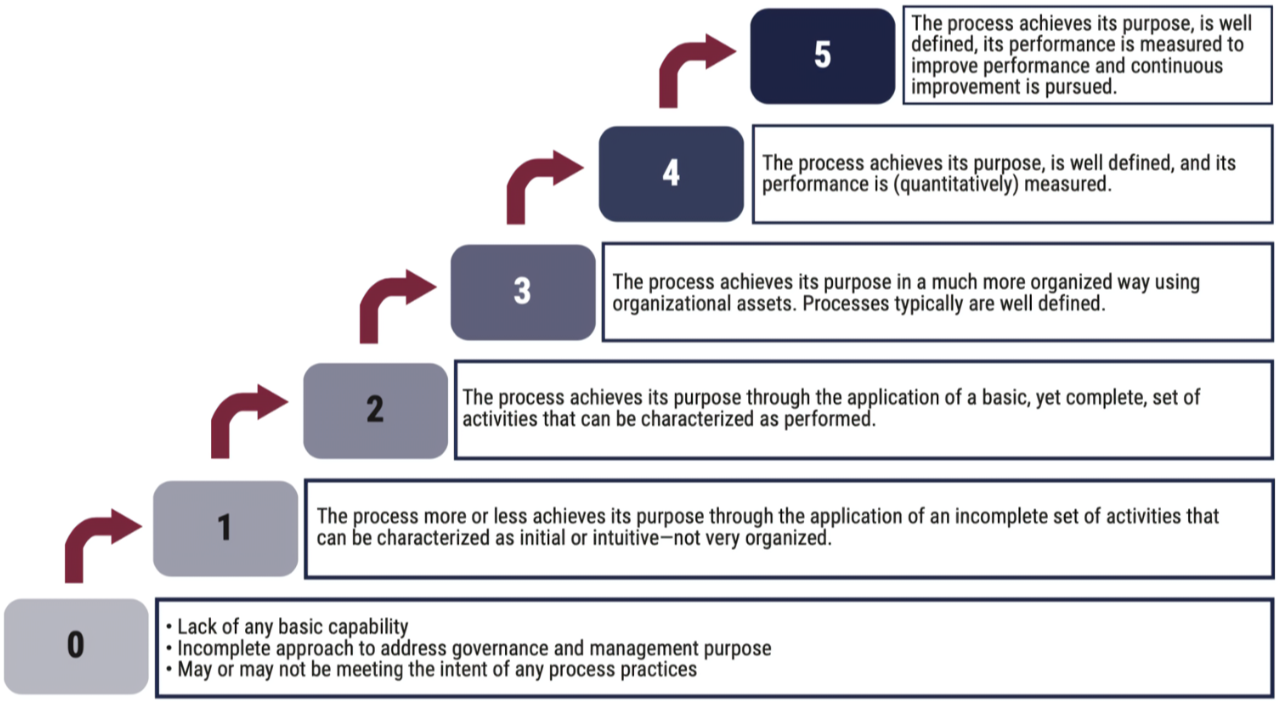 5
The process achieves its purpose, is well
defined, its performance is measured to
improve performance and continuous
improvement is pursued.
4
The process achieves its purpose, is well defined, and its
performance is (quantitatively) measured.
3
The process achieves its purpose in a much more organized way using
organizational assets. Processes typically are well defined.
2
The process achieves its purpose through the application of a basic, yet complete, set of
activities that can be characterized as performed.
1
The process more or less achieves its purpose through the application of an incomplete set of activities that
can be characterized as initial or intuitive—not very organized.
0
• Lack of any basic capability
• Incomplete approach to address governance and management purpose
• May or may not be meeting the intent of any process practices